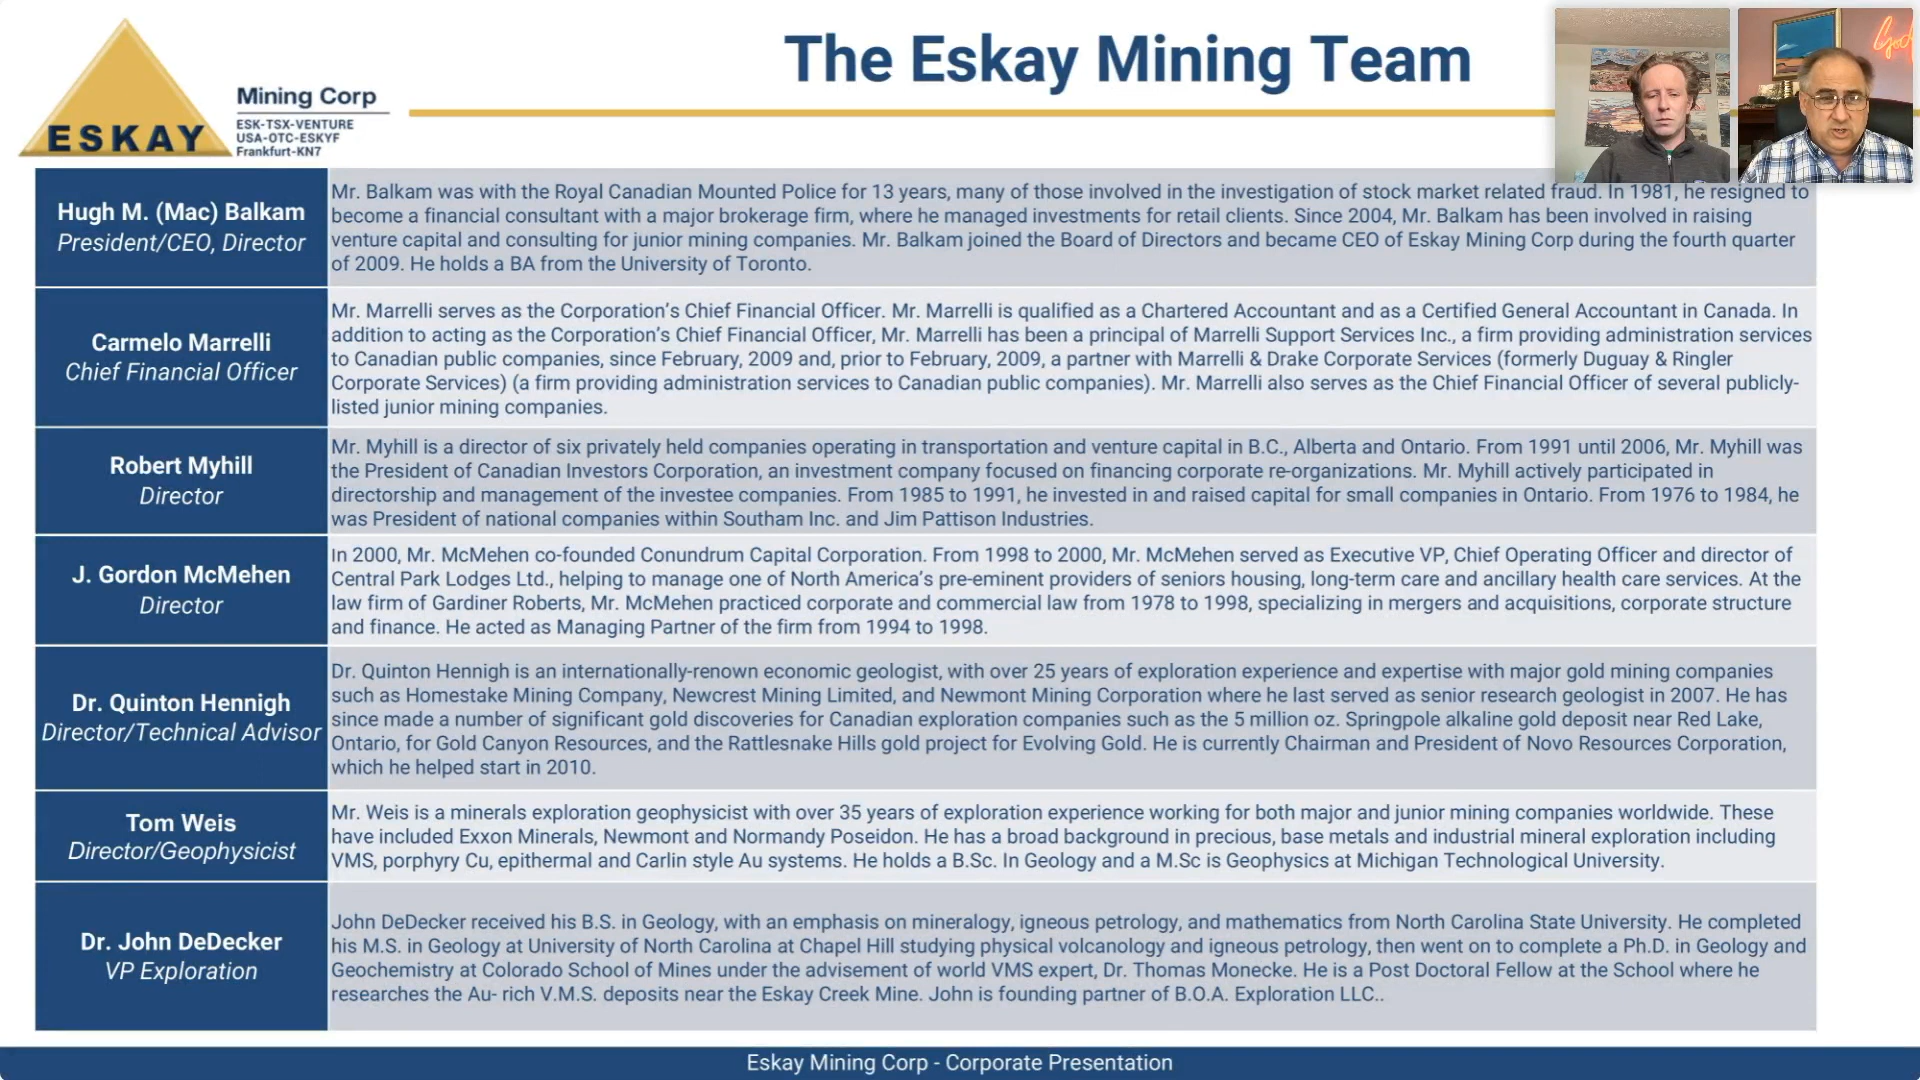 The Eskay Mining Team
ESKAY
Mining Corp
ESK-TSX-VENTURE
USA-OTC-ESKYF
Frankfurt-KN7
Hugh M. (Mac) Balkam
President/CEO, Director
Mr. Balkam was with the Royal Canadian Mounted Police for 13 years, many of those involved in the investigation of stock market related fraud. In 1981, he resigned to
become a financial consultant with a major brokerage firm, where he managed investments for retail clients. Since 2004, Mr. Balkam has been involved in raising
venture capital and consulting for junior mining companies. Mr. Balkam joined the Board of Directors and became CEO of Eskay Mining Corp during the fourth quarter
of 2009. He holds a BA from the University of Toronto.
Carmelo Marrelli
Chief Financial Officer
Mr. Marrelli serves as the Corporation's Chief Financial Officer. Mr. Marrelli is qualified as a Chartered Accountant and as a Certified General Accountant in Canada. In
addition to acting as the Corporation's Chief Financial Officer, Mr. Marrelli has been a principal of Marrelli Support Services Inc., a firm providing administration services
to Canadian public companies, since February, 2009 and, prior to February, 2009, a partner with Marrelli & Drake Corporate Services (formerly Duguay & Ringler
Corporate Services) (a firm providing administration services to Canadian public companies). Mr. Marrelli also serves as the Chief Financial Officer of several publicly-
listed junior mining companies.
Robert Myhill
Director
Mr. Myhill is a director of six privately held companies operating in transportation and venture capital in B.C., Alberta and Ontario. From 1991 until 2006, Mr. Myhill was
the President of Canadian Investors Corporation, an investment company focused on financing corporate re-organizations. Mr. Myhill actively participated in
directorship and management of the investee companies. From 1985 to 1991, he invested in and raised capital for small companies in Ontario. From 1976 to 1984, he
was President of national companies within Southam Inc. and Jim Pattison Industries.
J. Gordon McMehen
Director
In 2000, Mr. McMehen co-founded Conundrum Capital Corporation. From 1998 to 2000, Mr. McMehen served as Executive VP, Chief Operating Officer and director of
Central Park Lodges Ltd., helping to manage one of North America's pre-eminent providers of seniors housing, long-term care and ancillary health care services. At the
law firm of Gardiner Roberts, Mr. McMehen practiced corporate and commercial law from 1978 to 1998, specializing in mergers and acquisitions, corporate structure
and finance. He acted as Managing Partner of the firm from 1994 to 1998.
Dr. Quinton Hennigh
Director/Technical Advisor
Dr. Quinton Hennigh is an internationally-renown economic geologist, with over 25 years of exploration experience and expertise with major gold mining companies
such as Homestake Mining Company, Newcrest Mining Limited, and Newmont Mining Corporation where he last served as senior research geologist in 2007. He has
since made a number of significant gold discoveries for Canadian exploration companies such as the 5 million oz. Springpole alkaline gold deposit near Red Lake,
Ontario, for Gold Canyon Resources, and the Rattlesnake Hills gold project for Evolving Gold. He is currently Chairman and President of Novo Resources Corporation,
which he helped start in 2010.
Tom Weis
Director/Geophysicist
Mr. Weis is a minerals exploration geophysicist with over 35 years of exploration experience working for both major and junior mining companies worldwide. These
have included Exxon Minerals, Newmont and Normandy Poseidon. He has a broad background in precious, base metals and industrial mineral exploration including
VMS, porphyry Cu, epithermal and Carlin style Au systems. He holds a B.Sc. In Geology and a M.Sc is Geophysics at Michigan Technological University.
Dr. John DeDecker
VP Exploration
John DeDecker received his B.S. in Geology, with an emphasis on mineralogy, igneous petrology, and mathematics from North Carolina State University. He completed
his M.S. in Geology at University of North Carolina at Chapel Hill studying physical volcanology and igneous petrology, then went on to complete a Ph.D. in Geology and
Geochemistry at Colorado School of Mines under the advisement of world VMS expert, Dr. Thomas Monecke. He is a Post Doctoral Fellow at the School where he
researches the Au- rich V.M.S. deposits near the Eskay Creek Mine. John is founding partner of B.O.A. Exploration LLC..
Eskay Mining Corp - Corporate Presentation